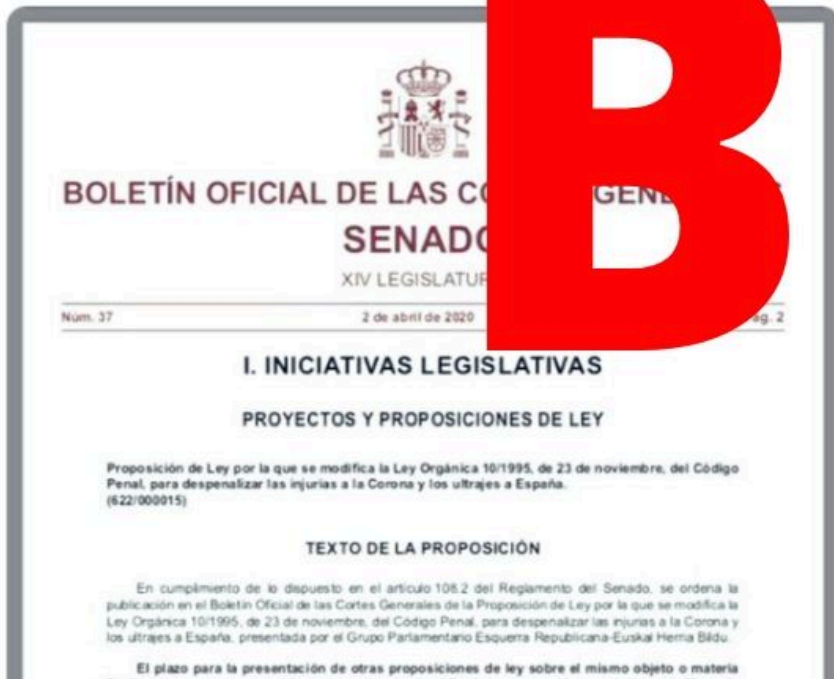 B
BOLETÍN OFICIAL DE LAS
SENADO
XIV
Núm. 37 2 de abril de 2020 Pág. 2
I. INICIATIVAS LEGISLATIVAS
PROYECTOS Y PROPOSICIONES DE LEY
Proposición de Ley por la que se modifica la Ley Orgánica 10/1995, de 23 de noviembre, del Código
Penal, para despenalizar las injurias a la Corona y los ultrajes a España.
(622/000015)
TEXTO DE LA PROPOSICIÓN
En cumplimiento de lo dispuesto en el artículo 108.2 del Reglamento del Senado, se ordena la
publicación en el Boletín Oficial de las Cortes Generales de la Proposición de Ley por la que se modifica la
Ley Orgánica 10/1995, de 23 de noviembre, del Código Penal, para despenalizar las injurias a la Corona y
los ultrajes a España, presentada por el Grupo Parlamentario Esquerra Republicana-Euskal Herria Bildu.
El plazo para la presentación de otras proposiciones de ley sobre el mismo objeto o materia